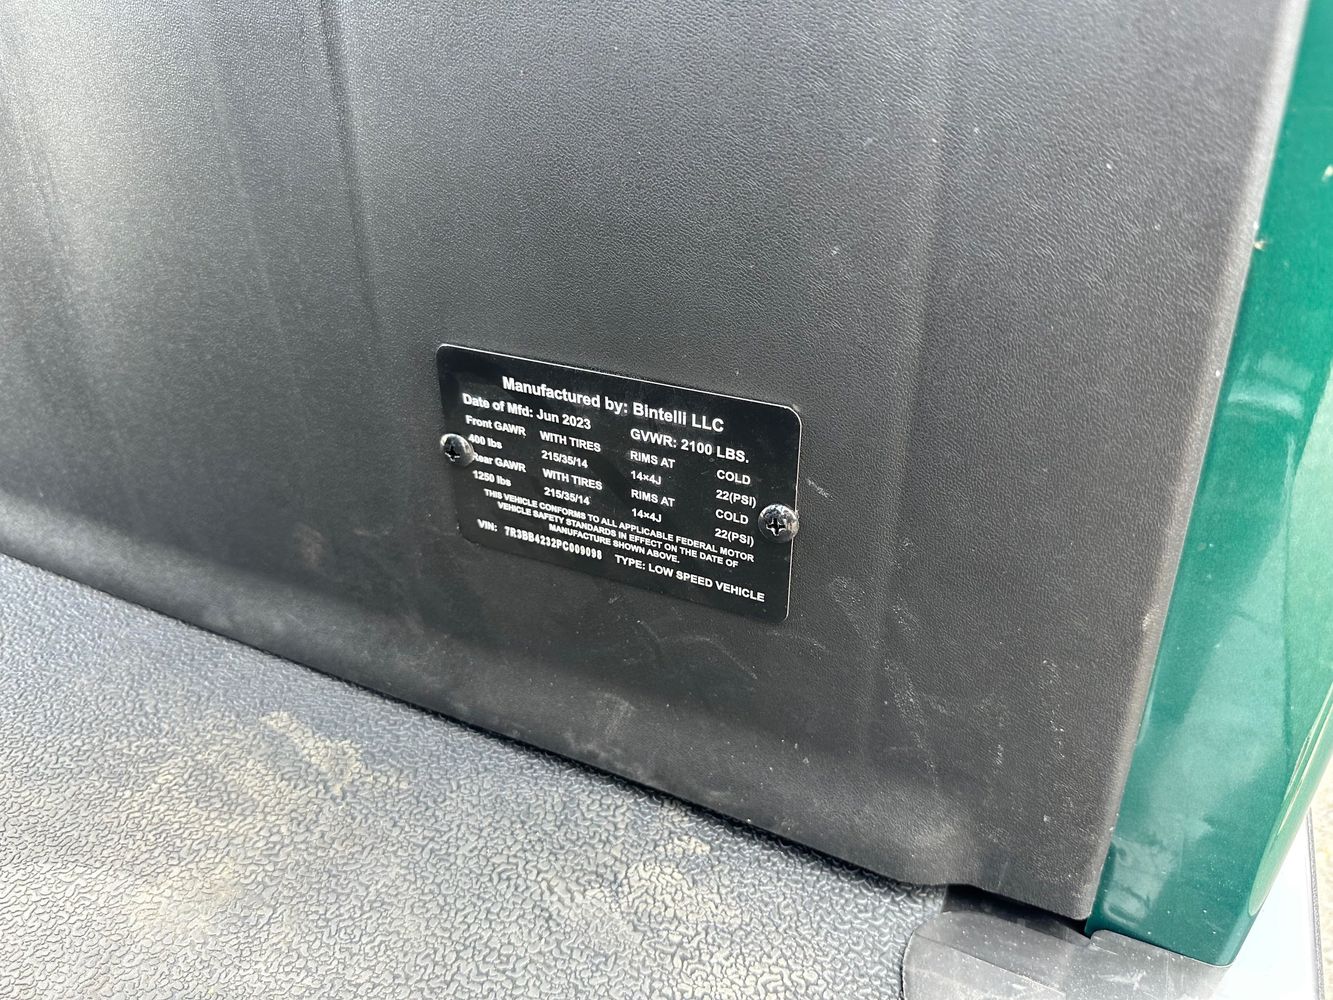 Manufactured by: Bintelli LLC
Date of Mfd: Jun 2023 GVWR: 2100 LBS.
Front GAWR WITH TIRES RIMS AT COLD
400 lbs 215/35/14 14×4J 22(PSI)
Rear GAWR WITH TIRES RIMS AT COLD
1250 lbs 215/35/14 14×4J 22(PSI)
THIS VEHICLE CONFORMS TO ALL APPLICABLE FEDERAL MOTOR
VEHICLE SAFETY STANDARDS IN EFFECT ON THE DATE OF
MANUFACTURE SHOWN ABOVE.
VIN: 7R3BB4232PC009098 TYPE: LOW SPEED VEHICLE